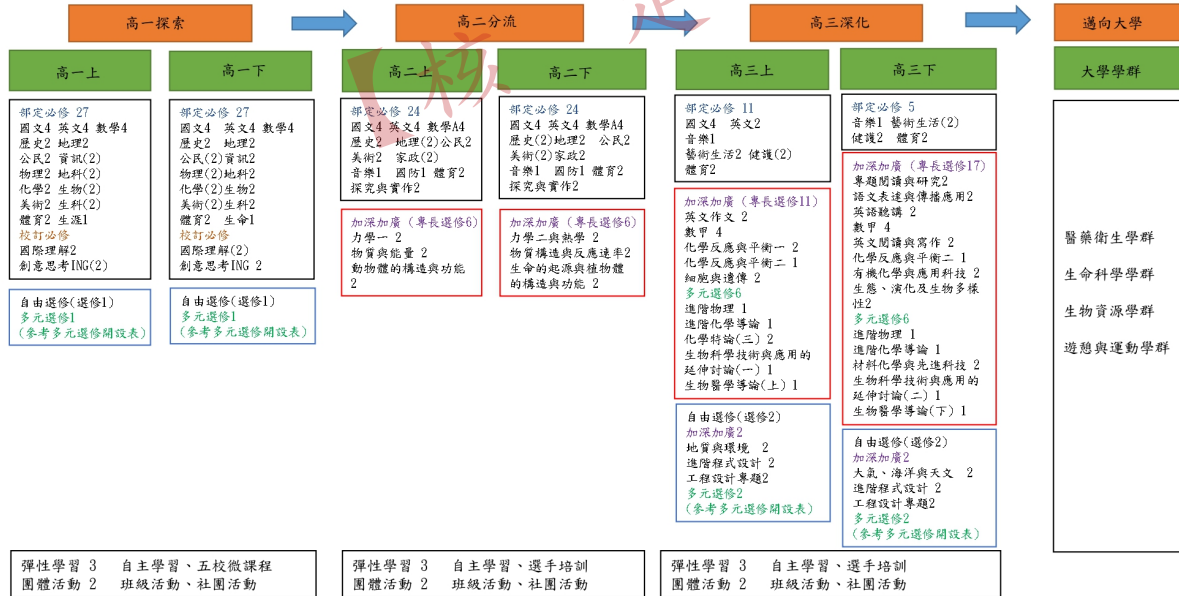 高一探索
高二分流
高三深化
邁向大學
高一上
高一下
高二上
高二下
高三上
高三下
大學學群
部定必修 27
國文4 英文4 數學4
歷史2 地理2
公民2 資訊(2)
物理2 地科(2)
化學2 生物(2)
美術2 生科(2)
體育2 生涯1
校訂必修
國際理解2
創意思考ING(2)
自由選修(選修1)
多元選修1
(參考多元選修開設表)
部定必修 27
國文4 英文4 數學4
歷史2 地理2
公民(2)資訊2
物理(2)地科2
化學(2)生物2
美術(2)生科2
體育2 生命1
校訂必修
國際理解(2)
創意思考ING 2
自由選修(選修1)
多元選修1
(參考多元選修開設表)
部定必修 24
國文4 英文4 數學A4
歷史2 地理(2)公民2
美術2 家政(2)
音樂1 國防1 體育2
探究與實作2
加深加廣 (專長選修6)
力學一 2
物質與能量 2
動物體的構造與功能
2
部定必修 24
國文4 英文4 數學A4
歷史(2)地理2 公民2
美術(2)家政2
音樂1 國防1 體育2
探究與實作2
加深加廣 (專長選修6)
力學二與熱學 2
物質構造與反應速率2
生命的起源與植物體
的構造與功能 2
部定必修 11
國文4 英文2
音樂1
藝術生活2 健護(2)
體育2
加深加廣 (專長選修11)
英文作文 2
數甲 4
化學反應與平衡一 2
化學反應與平衡二 1
細胞與遺傳 2
多元選修6
進階物理 1
進階化學導論 1
化學特論(三) 2
生物科學技術與應用的
延伸討論(一) 1
生物醫學導論(上) 1
自由選修(選修2)
加深加廣2
地質與環境 2
進階程式設計 2
工程設計專題2
多元選修2
(參考多元選修開設表)
部定必修 5
音樂1 藝術生活(2)
健護2 體育2
加深加廣 (專長選修17)
專題閱讀與研究2
語文表達與傳播應用2
英語聽講 2
數甲 4
英文閱讀與寫作 2
化學反應與平衡二 1
有機化學與應用科技 2
生態、演化及生物多樣
性2
多元選修6
進階物理 1
進階化學導論 1
材料化學與先進科技 2
生物科學技術與應用的
延伸討論(二) 1
生物醫學導論(下) 1
自由選修(選修2)
加深加廣2
大氣、海洋與天文 2
進階程式設計 2
工程設計專題2
多元選修2
(參考多元選修開設表)
醫藥衛生學群
生命科學學群
生物資源學群
遊憩與運動學群
彈性學習 3 自主學習、五校微課程
團體活動 2 班級活動、社團活動
彈性學習 3 自主學習、選手培訓
團體活動 2 班級活動、社團活動
彈性學習 3 自主學習、選手培訓
團體活動 2 班級活動、社團活動
【核